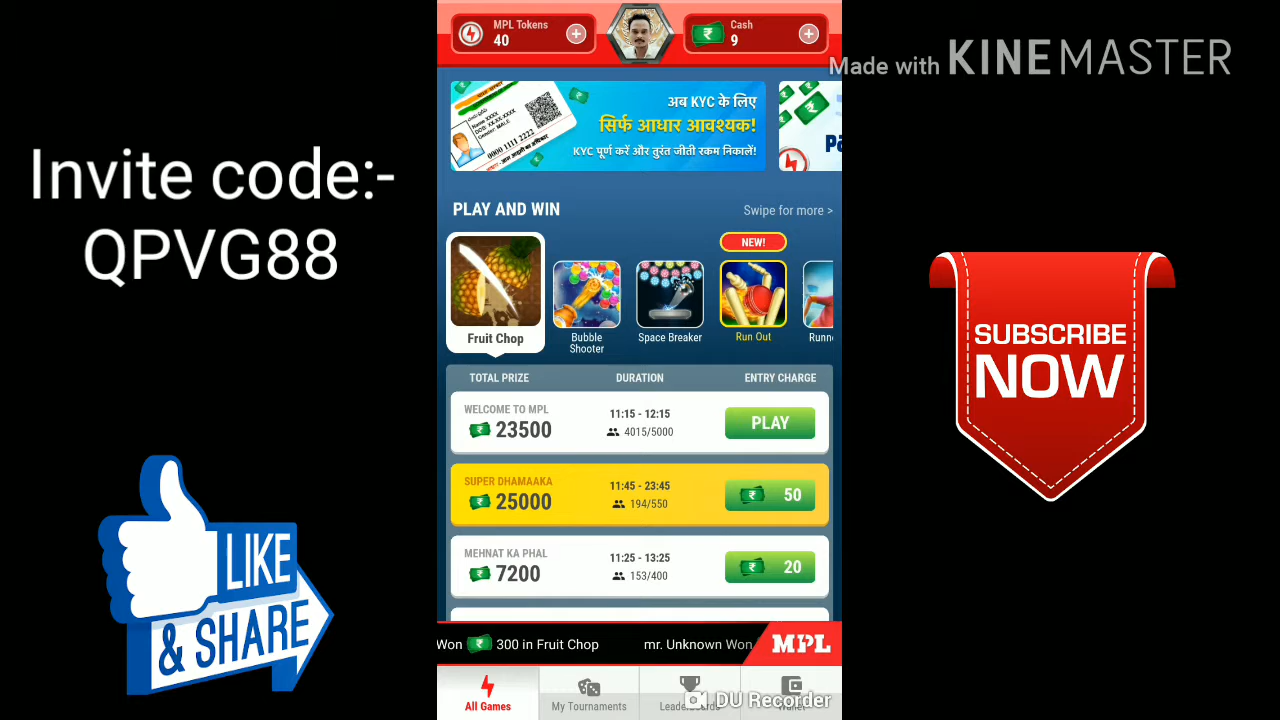 Invite code:-
QPVG88
LIKE
& SHARE
MPL Tokens
40
Cash
9
अब KYC के लिए
सिर्फ आधार आवश्यक!
KYC पूर्ण करें और तुरंत जीती रकम निकालें!
0000 1111 2222
PLAY AND WIN
Swipe for more >
NEW!
Fruit Chop
Bubble
Shooter
Space Breaker
Run Out
TOTAL PRIZE DURATION ENTRY CHARGE
WELCOME TO MPL
23500
11:15 - 12:15
4015/5000
PLAY
SUPER DHAMAAKA
25000
11:45 - 23:45
194/550
50
MEHNAT KA PHAL
7200
11:25 - 13:25
153/400
20
Won 300 in Fruit Chop mr. Unknown Won
MPL
All Games
My Tournaments
DU Recorder
Made with KINEMASTER
SUBSCRIBE
NOW